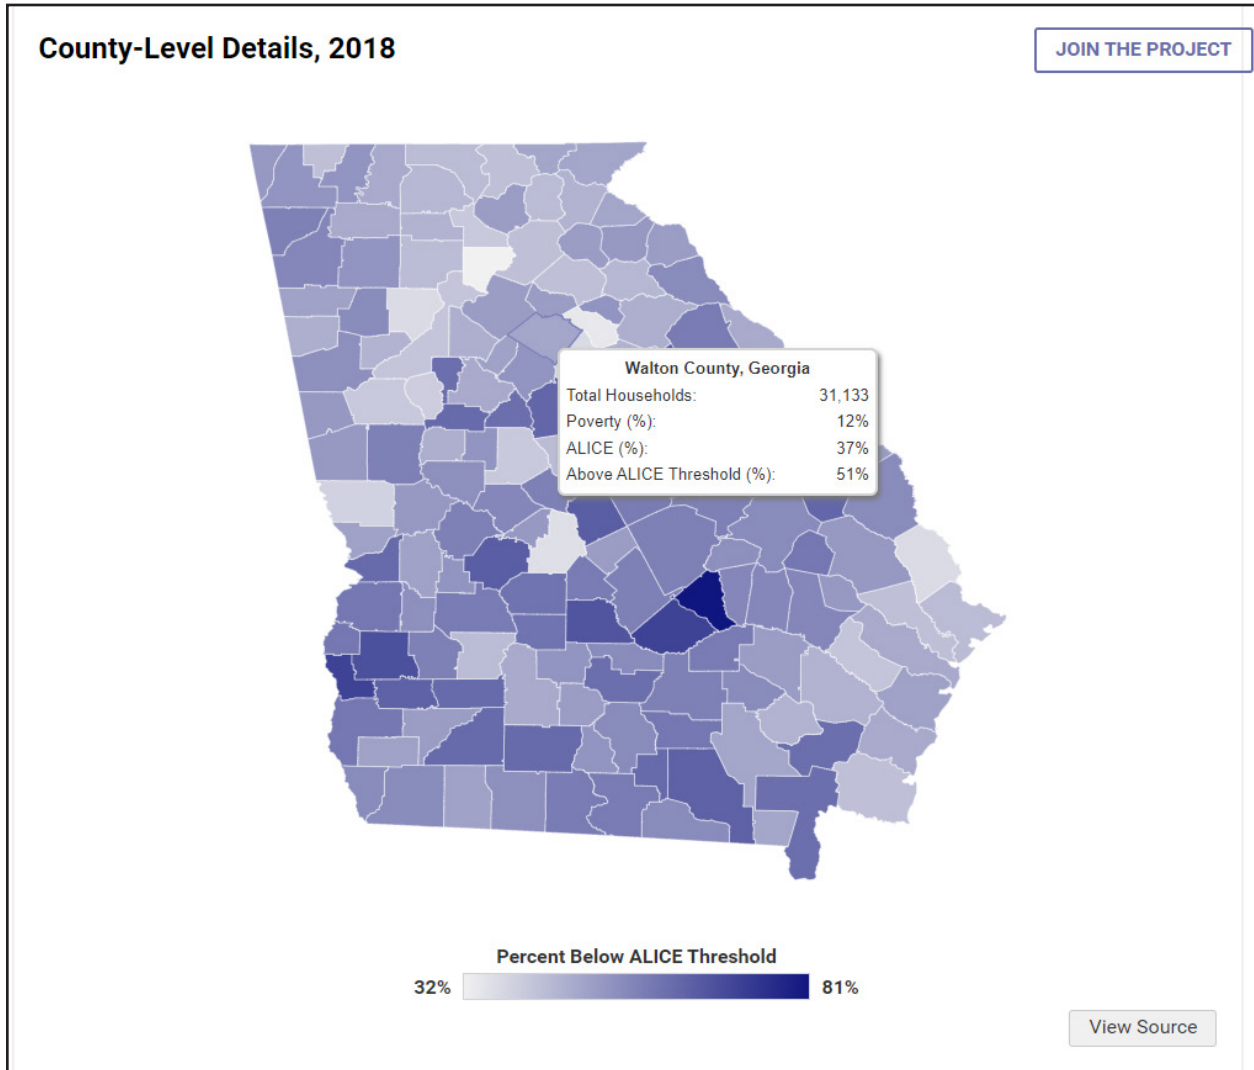 County-Level Details, 2018
JOIN THE PROJECT
Walton County, Georgia
Total Households: 31,133
Poverty (%): 12%
ALICE (%): 37%
Above ALICE Threshold (%): 51%
Percent Below ALICE Threshold
32% 81%
View Source